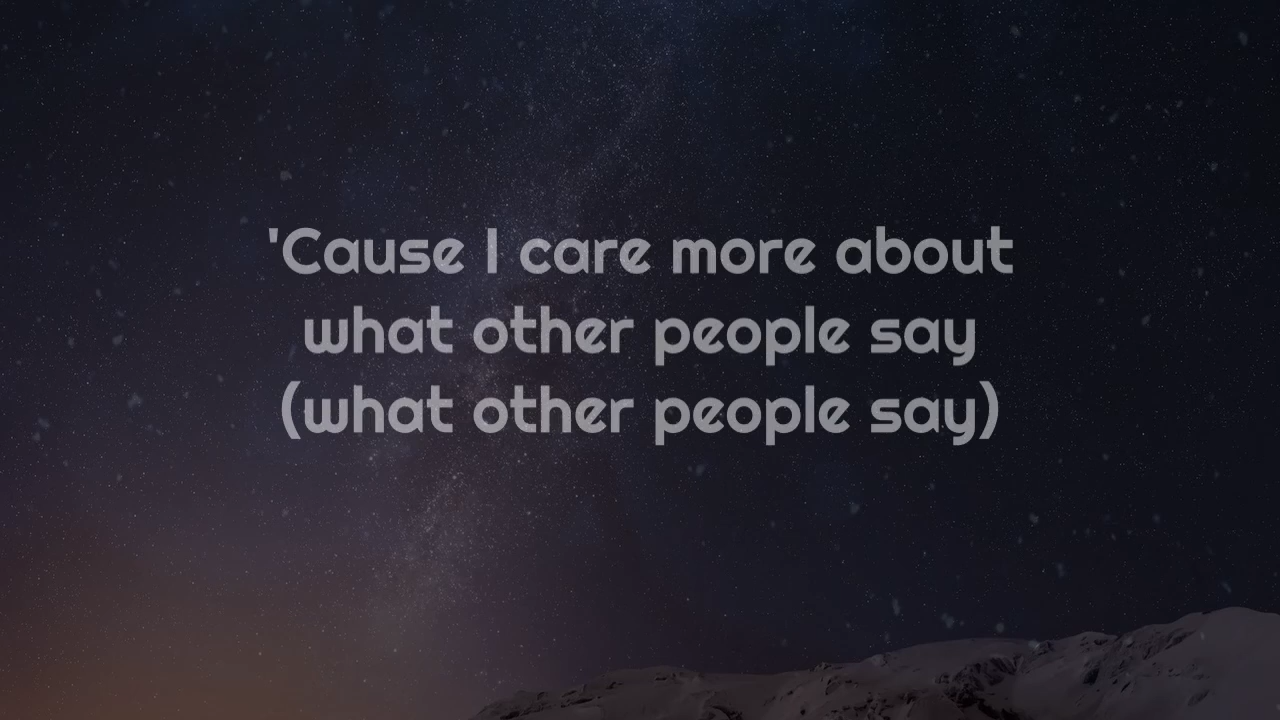 'Cause I care more about
what other people say
(what other people say)